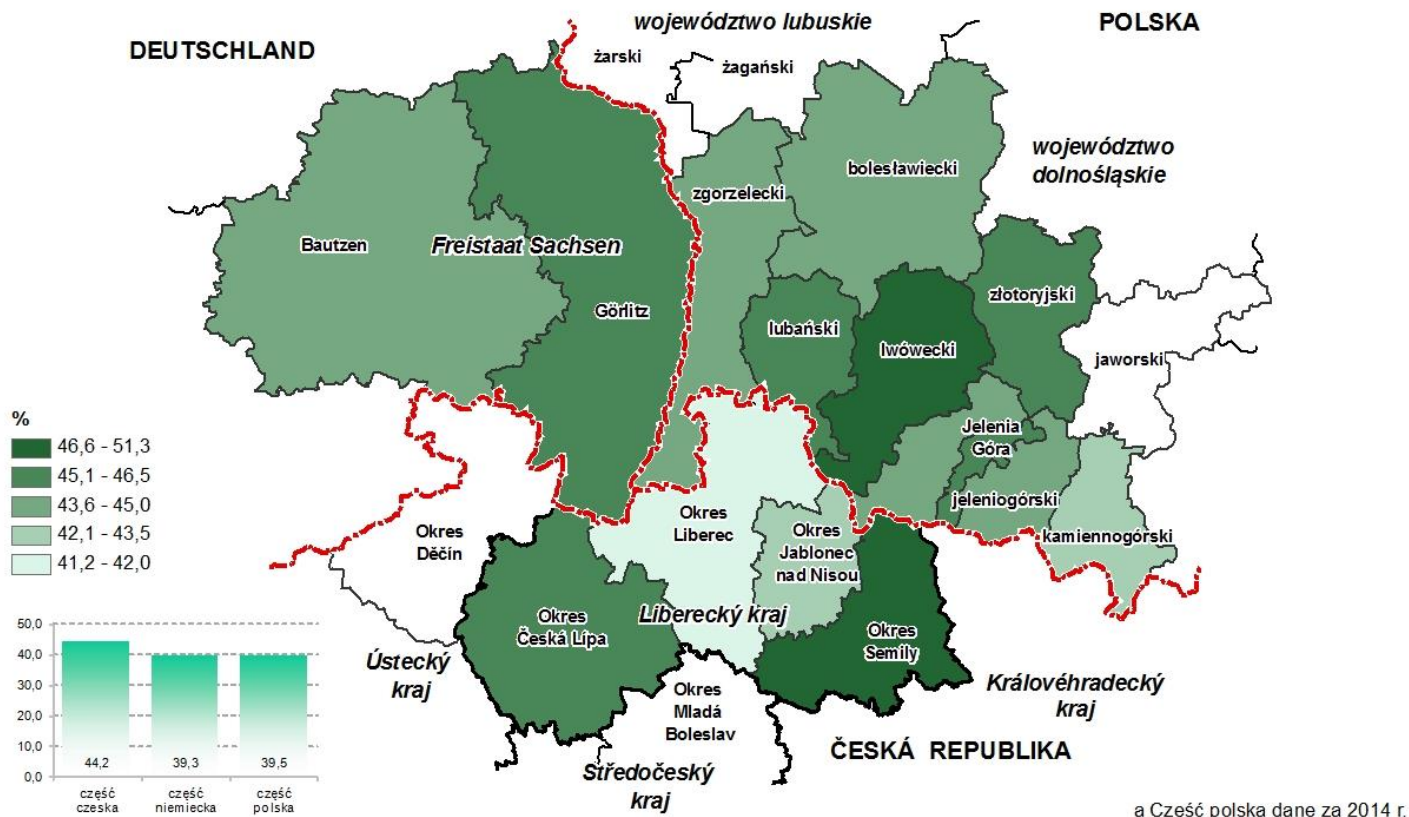 województwo lubuskie
POLSKA
DEUTSCHLAND
żarski
żagański
województwo
dolnośląskie
bolesławiecki
zgorzelecki
Bautzen
Freistaat Sachsen
złotoryjski
Görlitz
lubański
lwówecki
jaworski
%
46,6 - 51,3
45,1 - 46,5
43,6 - 45,0
42,1 - 43,5
41,2 - 42,0
Jelenia
Góra
jeleniogórski
kamiennogórski
Okres
Děčín
Okres
Liberec
Okres
Jablonec
nad Nisou
Okres
Česká Lípa
Liberecký kraj
Okres
Semily
Ústecký
kraj
Královéhradecký
kraj
Okres
Mladá
Boleslav
ČESKÁ REPUBLIKA
Středočeský
kraj
50,0
40,0
30,0
20,0
10,0
0,0
44,2
39,3
39,5
część
czeska
część
niemiecka
część
polska
a Cześć polska dane za 2014 r.